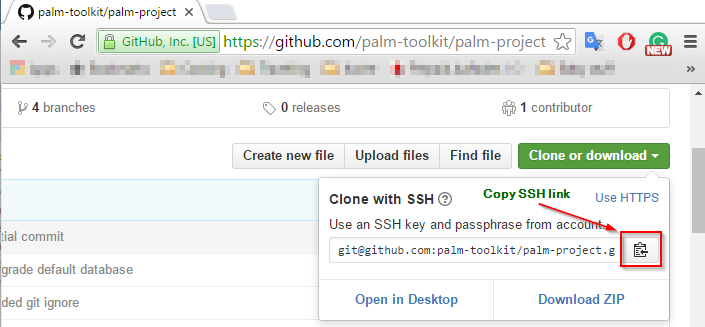 palm-toolkit/palm-project
GitHub, Inc. [US] https://github.com/palm-toolkit/palm-project
NEW
4 branches 0 releases 1 contributor
Create new file Upload files Find file Clone or download
Clone with SSH Copy SSH link Use HTTPS
Use an SSH key and passphrase from account.
git@github.com:palm-toolkit/palm-project.g
Open in Desktop Download ZIP
tial commit
grade default database
ded git ignore